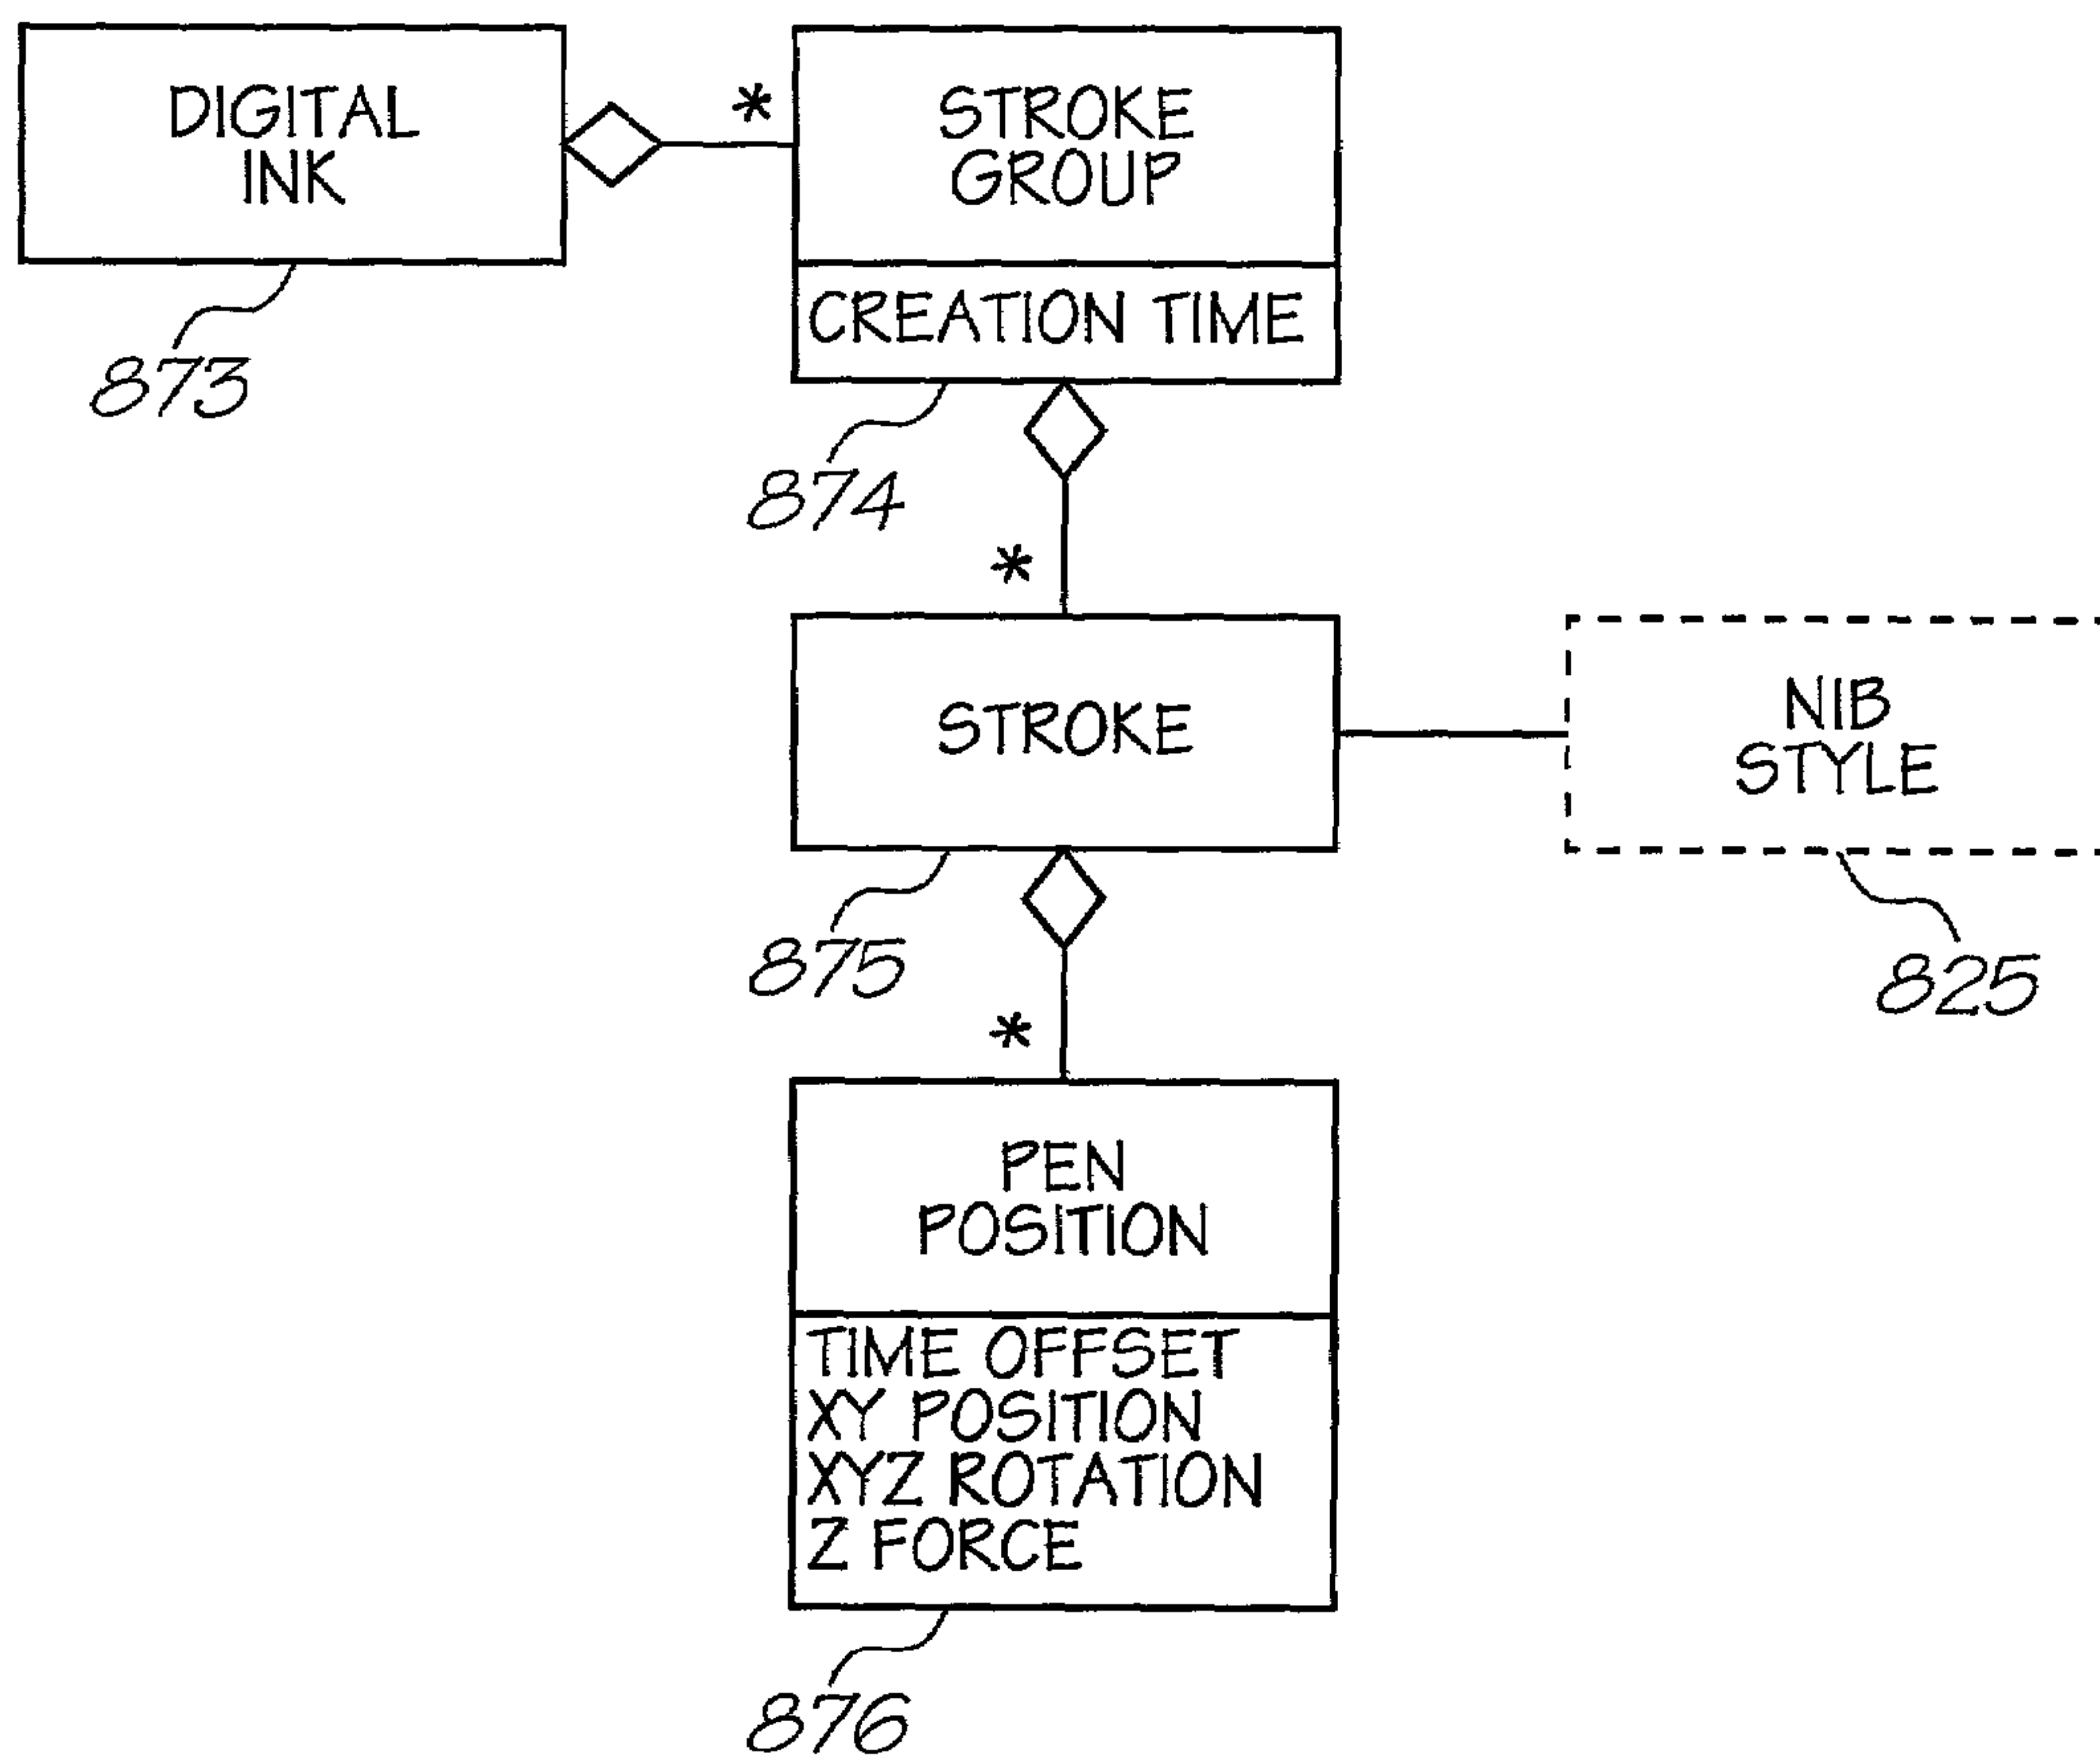 DIGITAL
INK
873
*
STROKE
GROUP
CREATION TIME
874
*
STROKE
875
NIB
STYLE
825
*
PEN
POSITION
TIME OFFSET
XY POSITION
XYZ ROTATION
Z FORCE
876